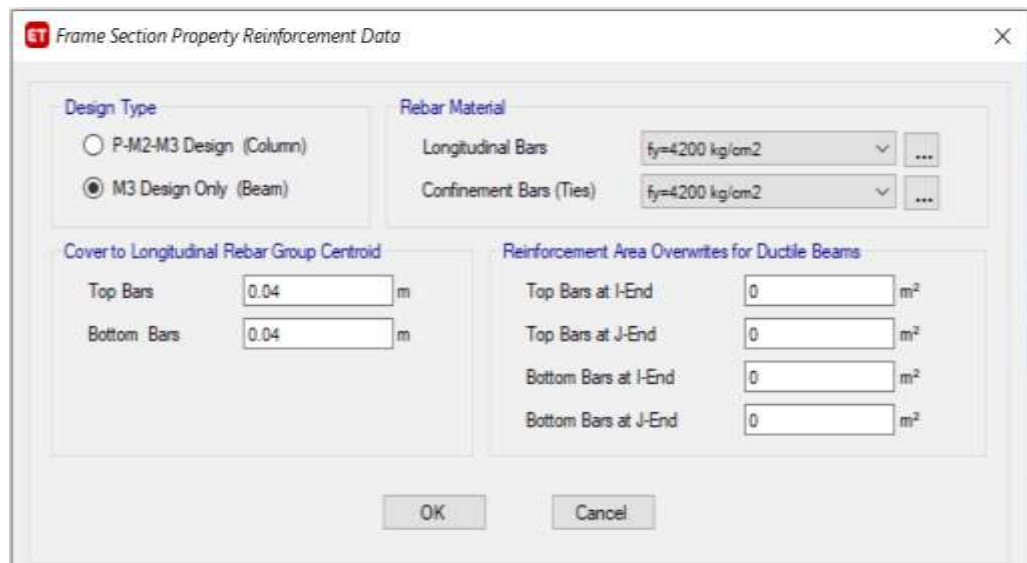 ET Frame Section Property Reinforcement Data
Design Type
P-M2-M3 Design (Column)
M3 Design Only (Beam)
Rebar Material
Longitudinal Bars fy=4200 kg/cm2 ...
Confinement Bars (Ties) fy=4200 kg/cm2 ...
Cover to Longitudinal Rebar Group Centroid
Top Bars 0.04 m
Bottom Bars 0.04 m
Reinforcement Area Overwrites for Ductile Beams
Top Bars at I-End 0 m²
Top Bars at J-End 0 m²
Bottom Bars at I-End 0 m²
Bottom Bars at J-End 0 m²
OK Cancel